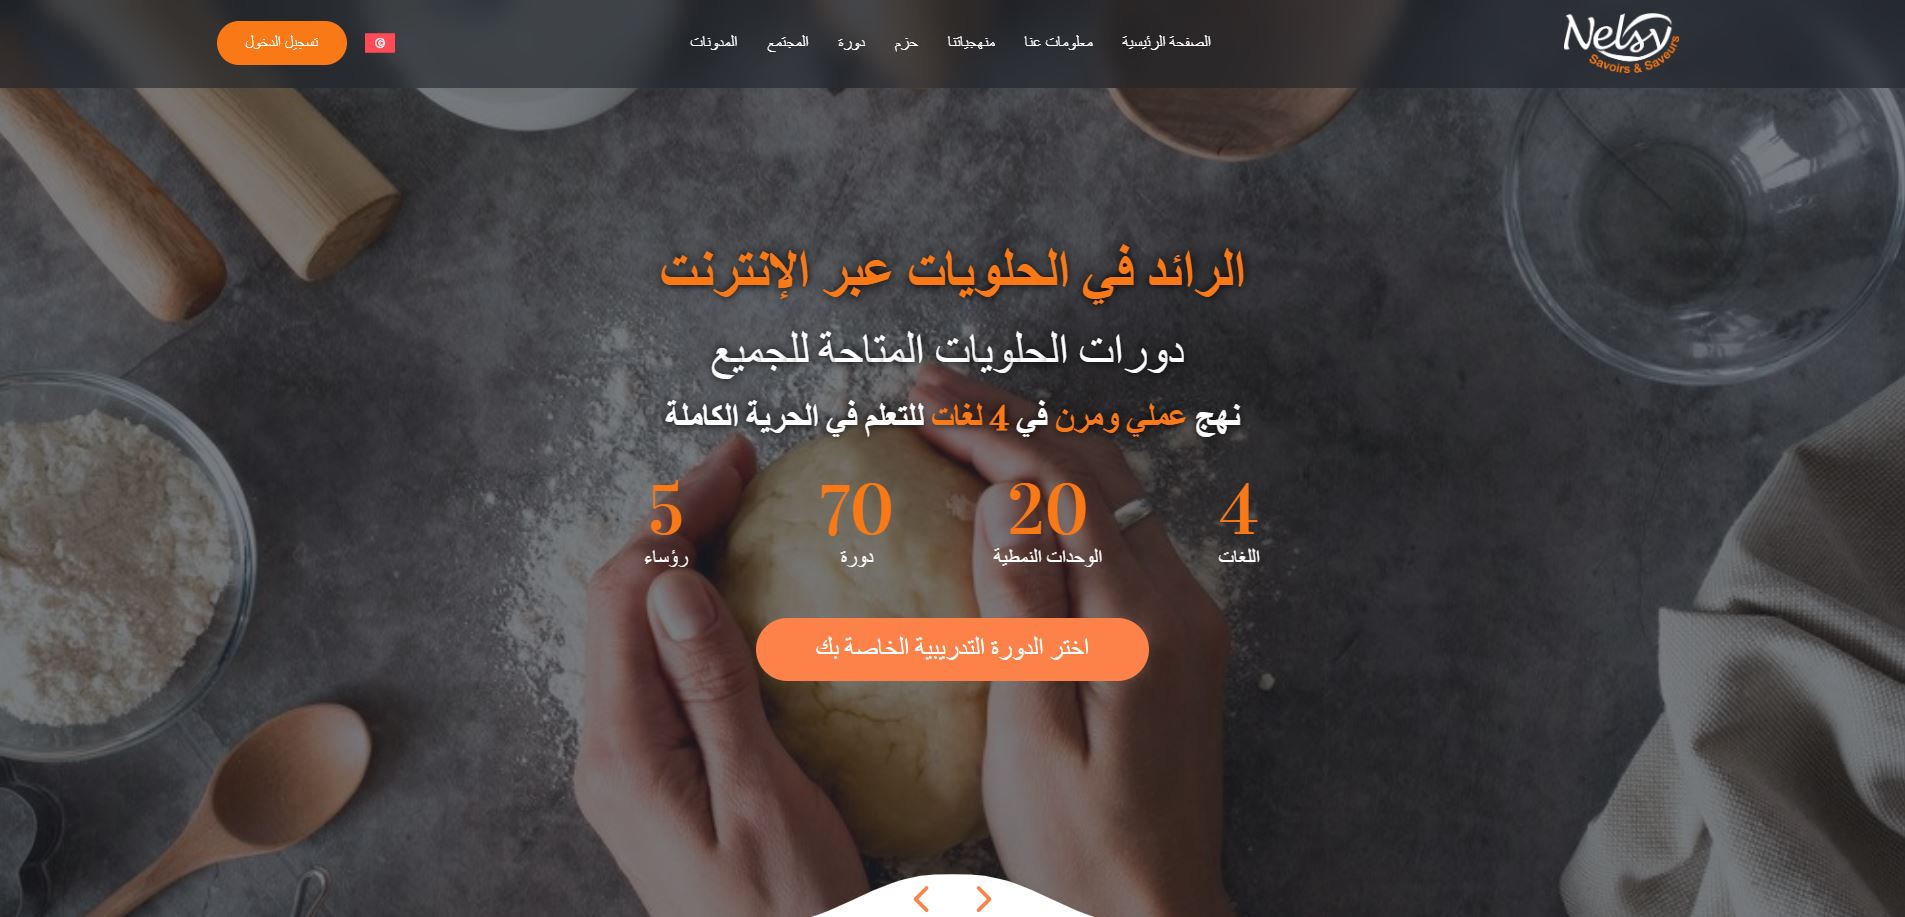 Nelsy
Savoirs & Saveurs
الصفحة الرئيسية
معلومات عنا
منهجياتنا
حزم
دورة
المجتمع
المدونات
تسجيل الدخول
الرائد في الحلويات عبر الإنترنت
دورات الحلويات المتاحة للجميع
نهج عملي ومرن في 4 لغات للتعلم في الحرية الكاملة
4
اللغات
20
الوحدات النمطية
70
دورة
5
رؤساء
اختر الدورة التدريبية الخاصة بك